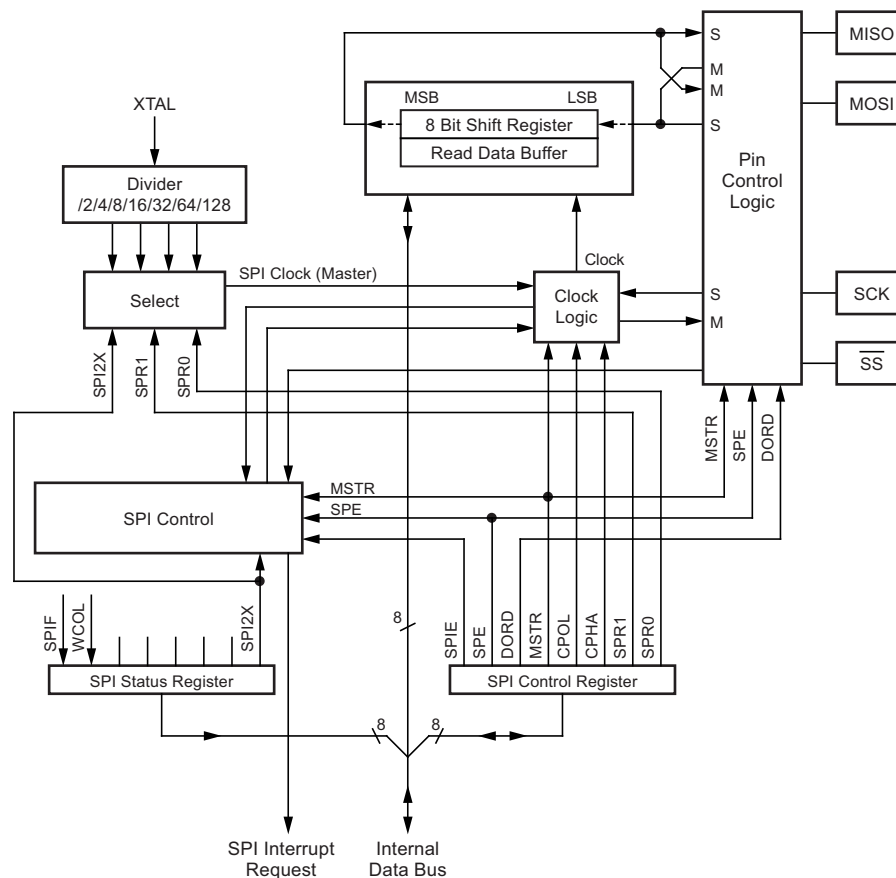 S
MISO
M
M
MSB
LSB
MOSI
XTAL
8 Bit Shift Register
S
Read Data Buffer
Pin
Control
Logic
Divider
/2/4/8/16/32/64/128
Clock
SPI Clock (Master)
Select
Clock
Logic
S
SCK
M
SS
SPI2X
SPR1
SPR0
MSTR
SPE
DORD
MSTR
SPE
SPI Control
SPIF
WCOL
SPI2X
8
SPIE
SPE
DORD
MSTR
CPOL
CPHA
SPR1
SPR0
SPI Status Register
SPI Control Register
8
8
SPI Interrupt
Request
Internal
Data Bus